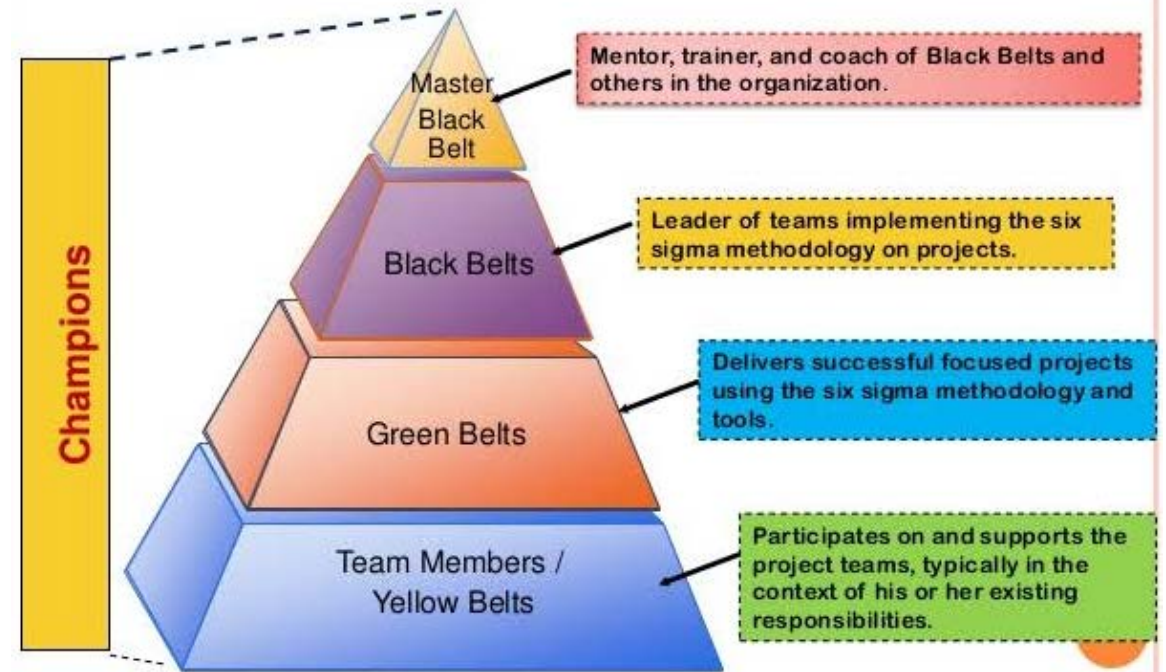 Champions
Master
Black
Belt
Mentor, trainer, and coach of Black Belts and
others in the organization.
Black Belts
Leader of teams implementing the six
sigma methodology on projects.
Green Belts
Delivers successful focused projects
using the six sigma methodology and
tools.
Team Members /
Yellow Belts
Participates on and supports the
project teams, typically in the
context of his or her existing
responsibilities.